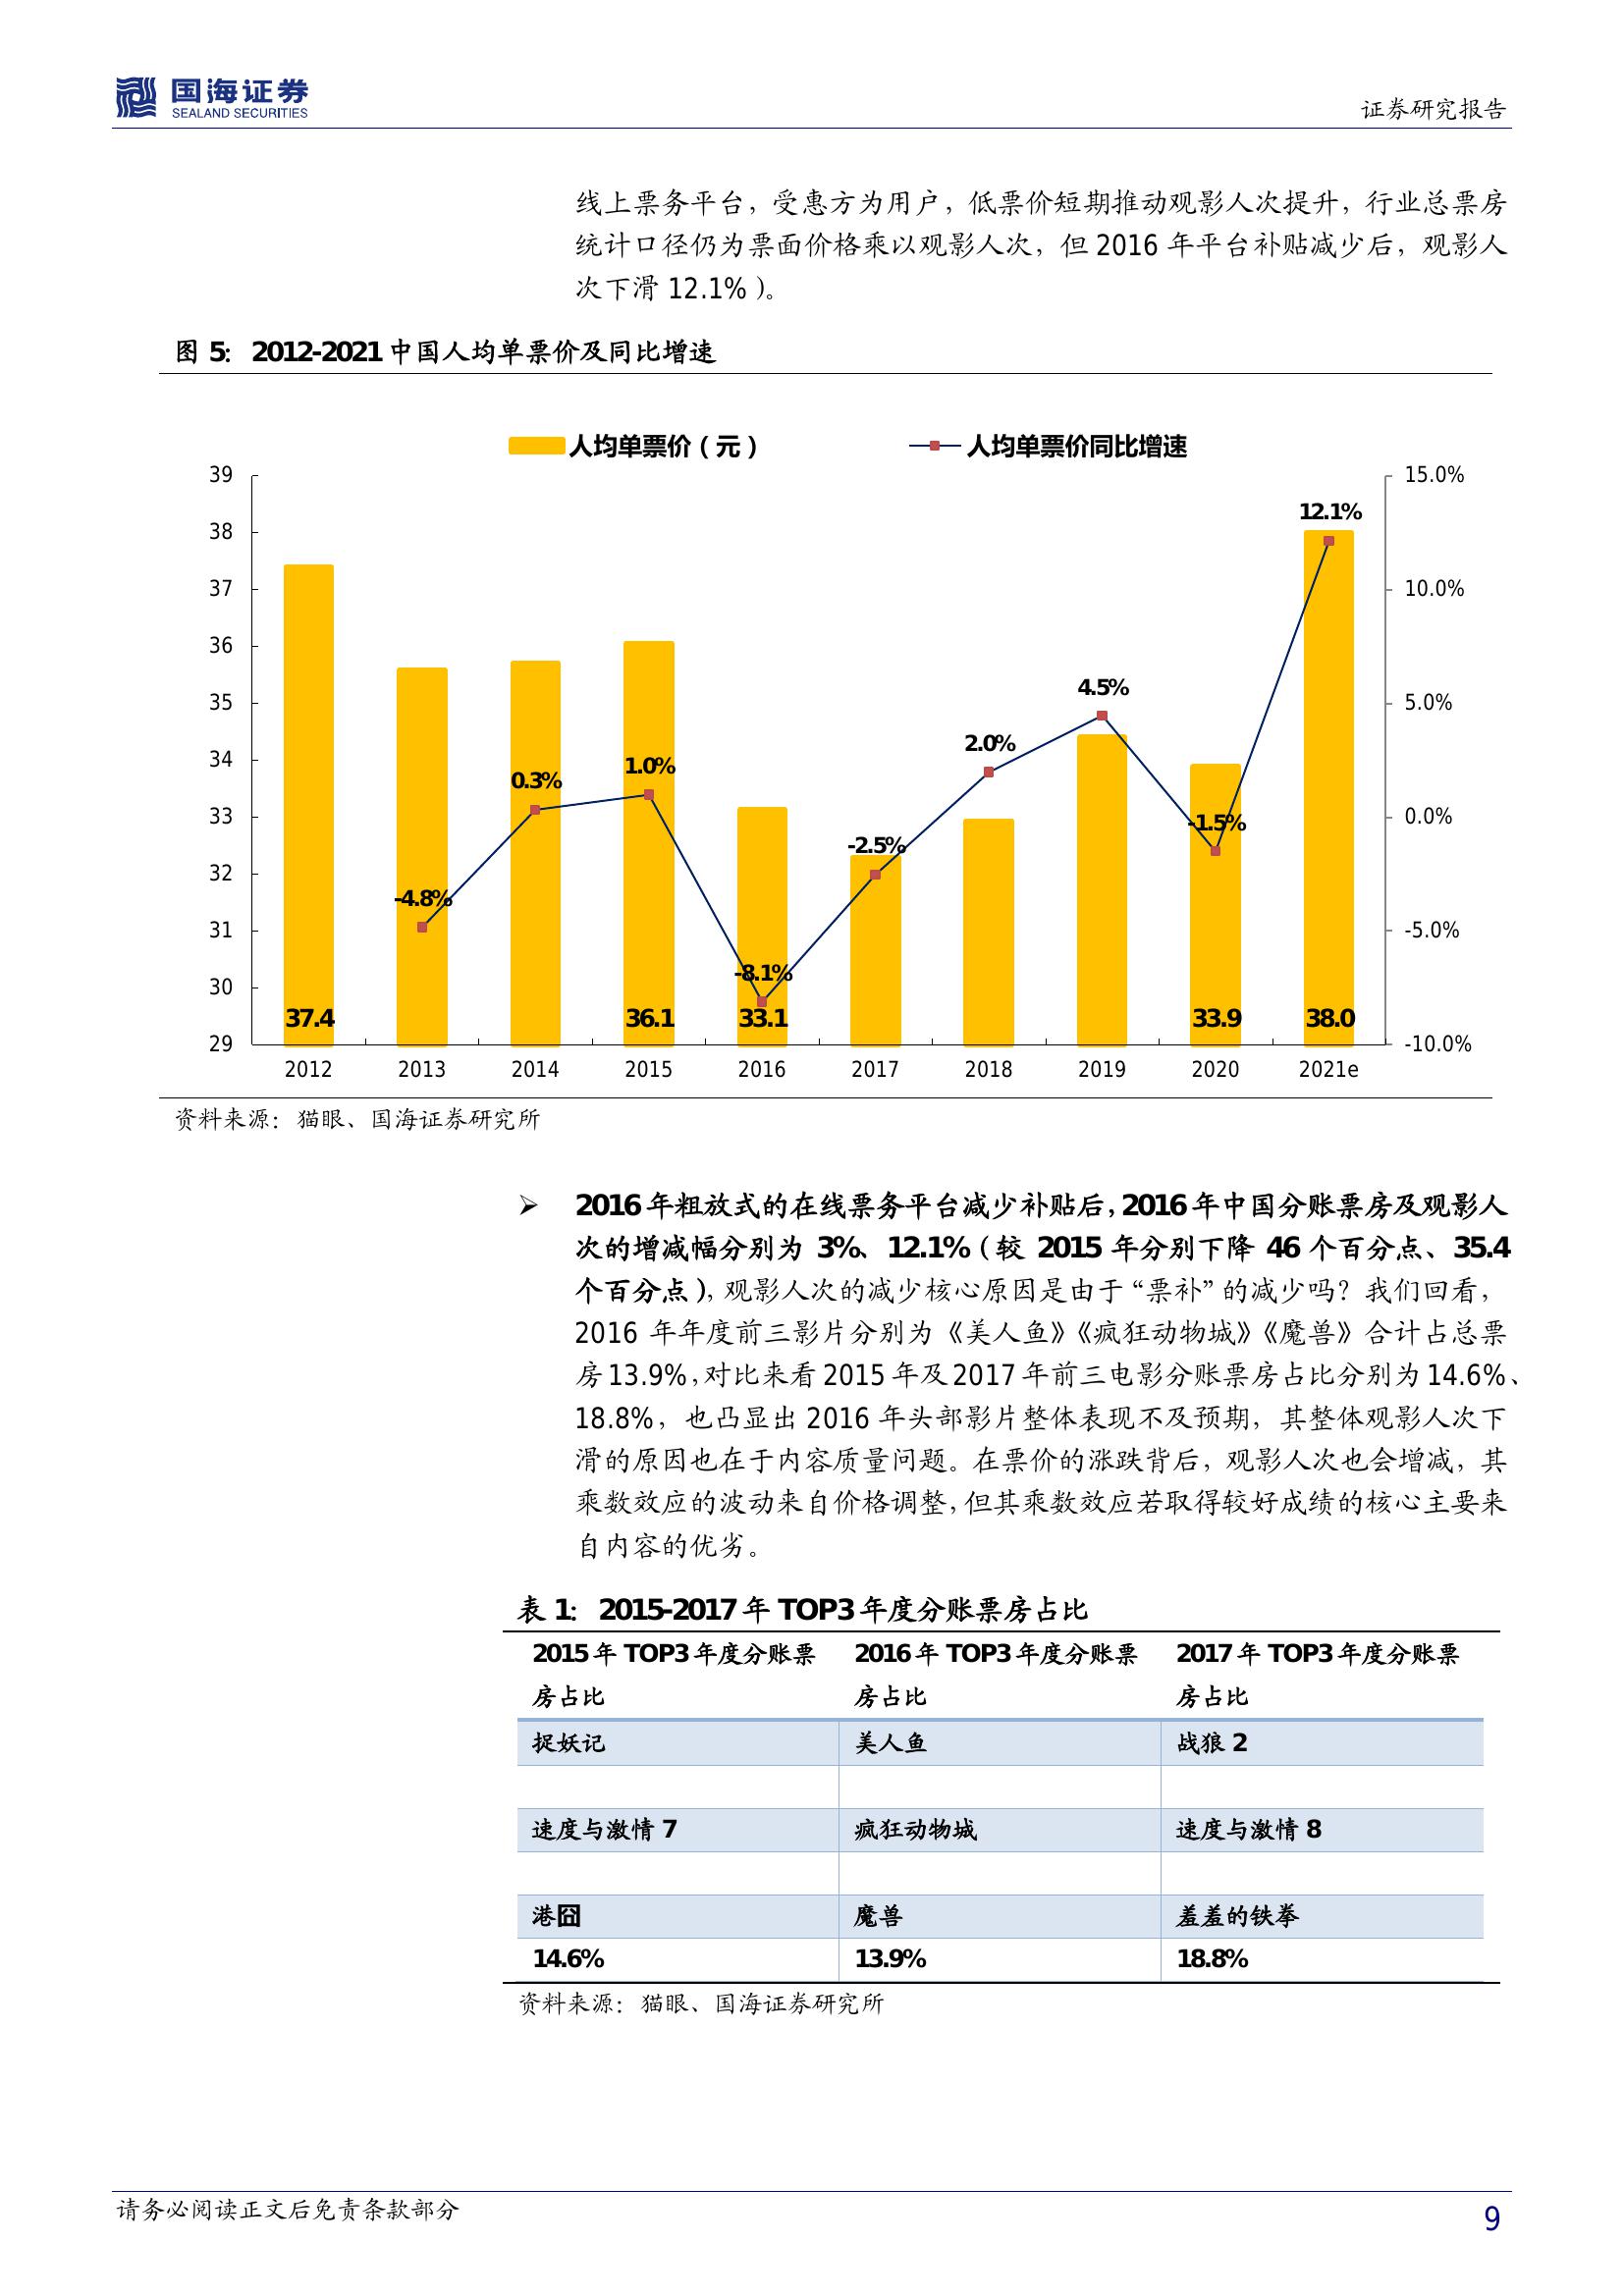 国海证券
SEALAND SECURITIES
证券研究报告
线上票务平台，受惠方为用户，低票价短期推动观影人次提升，行业总票房
统计口径仍为票面价格乘以观影人次，但 2016 年平台补贴减少后，观影人
次下滑 12.1%）。
图 5：2012-2021 中国人均单票价及同比增速
人均单票价（元） 人均单票价同比增速
39 15.0%
12.1%
38
37 10.0%
36
35 5.0%
4.5%
2.0%
34
1.0%
0.3%
33 0.0%
-1.5%
-2.5%
32
-4.8%
31 -5.0%
-8.1%
30
37.4 36.1 33.1 33.9 38.0
29 -10.0%
2012 2013 2014 2015 2016 2017 2018 2019 2020 2021e
资料来源：猫眼、国海证券研究所
➢ 2016 年粗放式的在线票务平台减少补贴后，2016 年中国分账票房及观影人
次的增减幅分别为 3%、12.1%（较 2015 年分别下降 46 个百分点、35.4
个百分点），观影人次的减少核心原因是由于“票补”的减少吗？我们回看，
2016 年年度前三影片分别为《美人鱼》《疯狂动物城》《魔兽》合计占总票
房 13.9%，对比来看 2015 年及 2017 年前三电影分账票房占比分别为 14.6%、
18.8%，也凸显出 2016 年头部影片整体表现不及预期，其整体观影人次下
滑的原因也在于内容质量问题。在票价的涨跌背后，观影人次也会增减，其
乘数效应的波动来自价格调整，但其乘数效应若取得较好成绩的核心主要来
自内容的优劣。
表 1：2015-2017 年 TOP3 年度分账票房占比
2015 年 TOP3 年度分账票 2016 年 TOP3 年度分账票 2017 年 TOP3 年度分账票
房占比 房占比 房占比
捉妖记 美人鱼 战狼 2
速度与激情 7 疯狂动物城 速度与激情 8
港囧 魔兽 羞羞的铁拳
14.6% 13.9% 18.8%
资料来源：猫眼、国海证券研究所
请务必阅读正文后免责条款部分
9